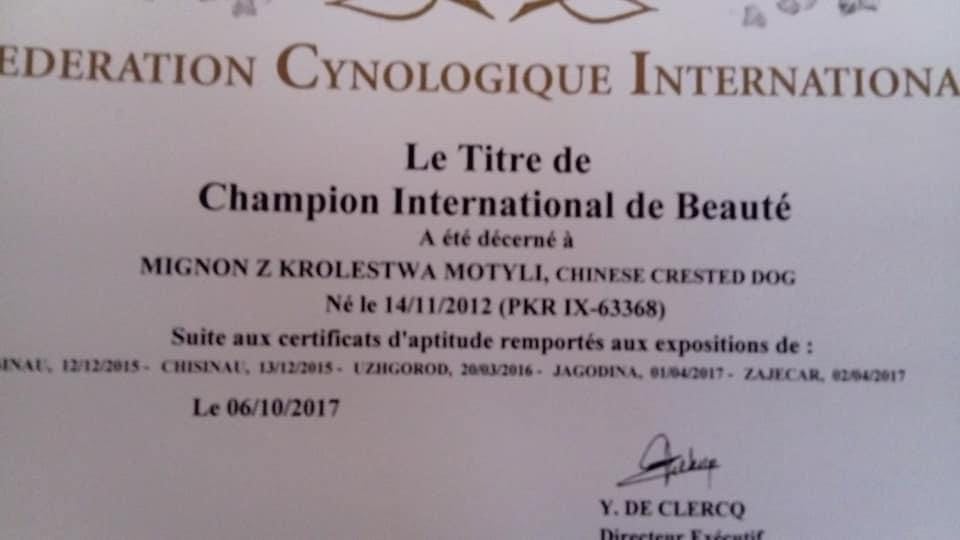 EDERATION CYNOLOGIQUE INTERNATIONA
Le Titre de
Champion International de Beauté
A été décerné à
MIGNON Z KROLESTWA MOTYLI, CHINESE CRESTED DOG
Né le 14/11/2012 (PKR IX-63368)
Suite aux certificats d'aptitude remportés aux expositions de :
SINAU, 12/12/2015 - CHISINAU, 13/12/2015 - UZHGOROD, 20/03/2016 - JAGODINA, 01/04/2017 - ZAJECAR, 02/04/2017
Le 06/10/2017
Y. DE CLERCQ
Directeur Exécutif